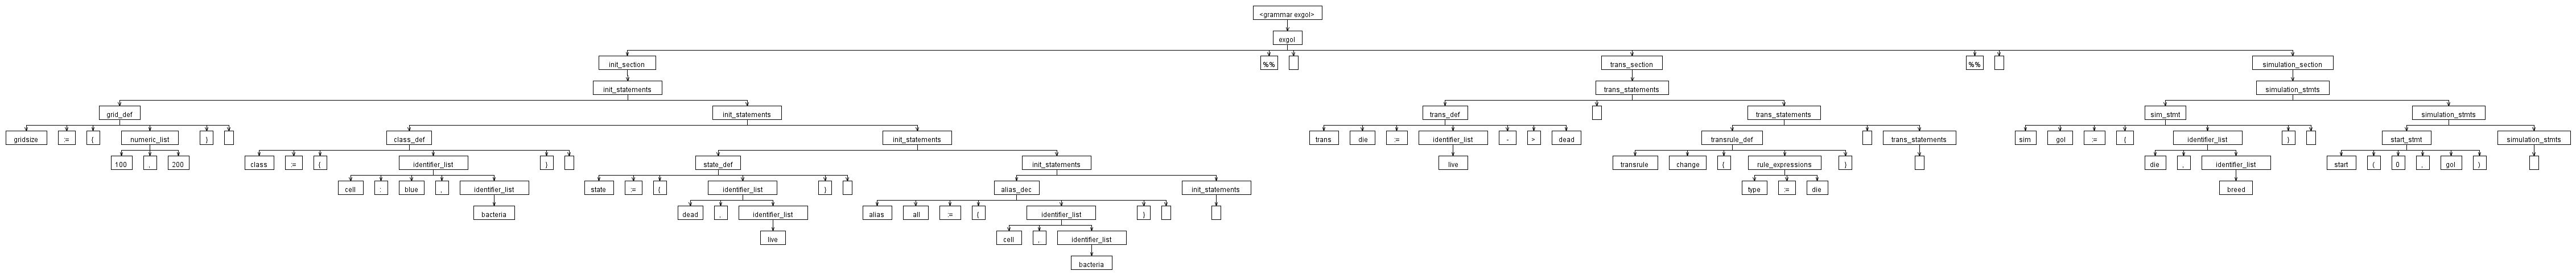 <grammar exgol>
exgol
init_section %% trans_section %% simulation_section
init_statements trans_statements simulation_stmts
grid_def init_statements trans_def trans_statements sim_stmt simulation_stmts
gridsize := { numeric_list } class_def init_statements trans die := identifier_list - > dead transrule_def trans_statements sim gol := { identifier_list } start_stmt simulation_stmts
100 , 200 class := { identifier_list } state_def init_statements live transrule change { rule_expressions } die , identifier_list start ( 0 , gol )
cell : blue , identifier_list state := { identifier_list } alias_dec init_statements type := die breed
bacteria dead , identifier_list alias all := { identifier_list }
live cell , identifier_list
bacteria